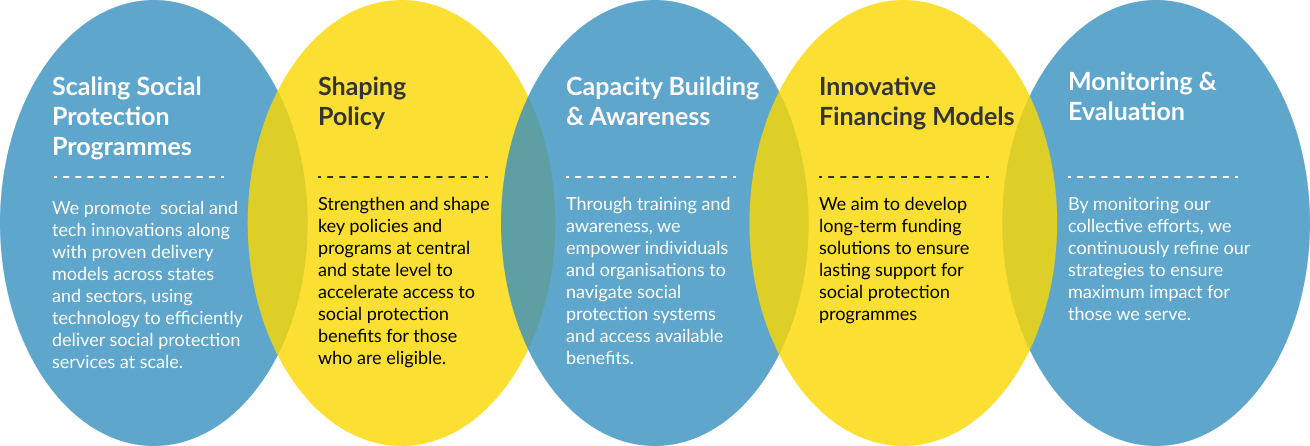 Scaling Social
Protection
Programmes
We promote  social and
tech innovations along
with proven delivery
models across states
and sectors, using
technology to efficiently
deliver social protection
services at scale.
Shaping
Policy
Strengthen and shape
key policies and
programs at central
and state level to
accelerate access to
social protection
benefits for those
who are eligible.
Capacity Building
& Awareness
Through training and
awareness, we
empower individuals
and organisations to
navigate social
protection systems
and access available
benefits.
Innovative
Financing Models
We aim to develop
long-term funding
solutions to ensure
lasting support for
social protection
programmes
Monitoring &
Evaluation
By monitoring our
collective efforts, we
continuously refine our
strategies to ensure
maximum impact for
those we serve.